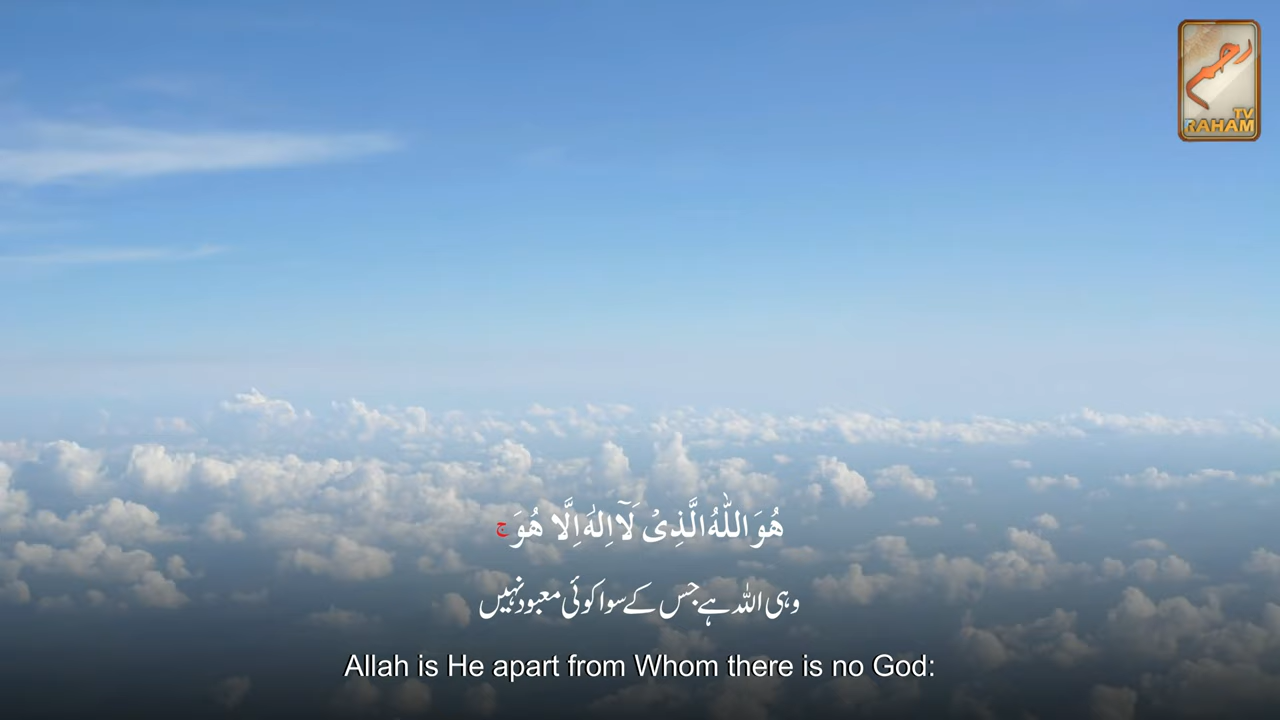 رحم
TV
RAHAM
هُوَ اللّٰهُ الَّذِیْ لَاۤ اِلٰهَ اِلَّا هُوَ ۚ
وہی اللہ ہے جس کے سوا کوئی معبود نہیں
Allah is He apart from Whom there is no God: